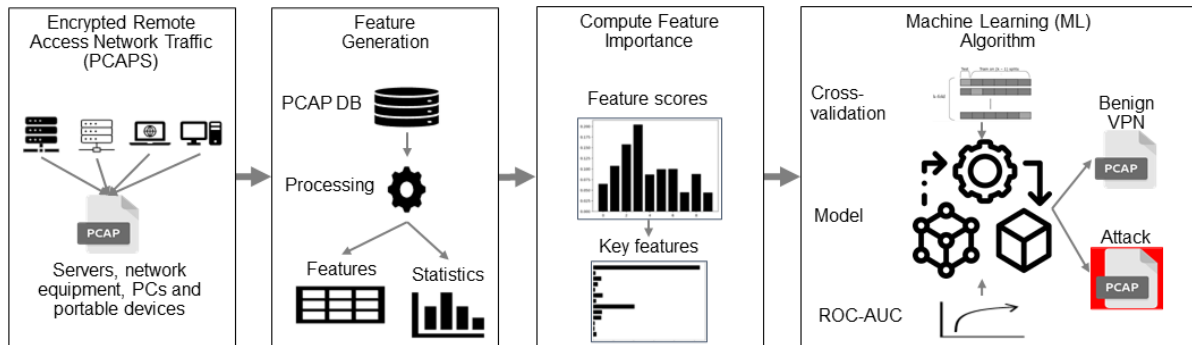 Encrypted Remote
Access Network Traffic
(PCAPS)
PCAP
Servers, network
equipment, PCs and
portable devices
Feature
Generation
PCAP DB
Processing
Features
Statistics
Compute Feature
Importance
Feature scores
Key features
Machine Learning (ML)
Algorithm
Cross-
validation
Model
ROC-AUC
Benign
VPN
PCAP
Attack
PCAP